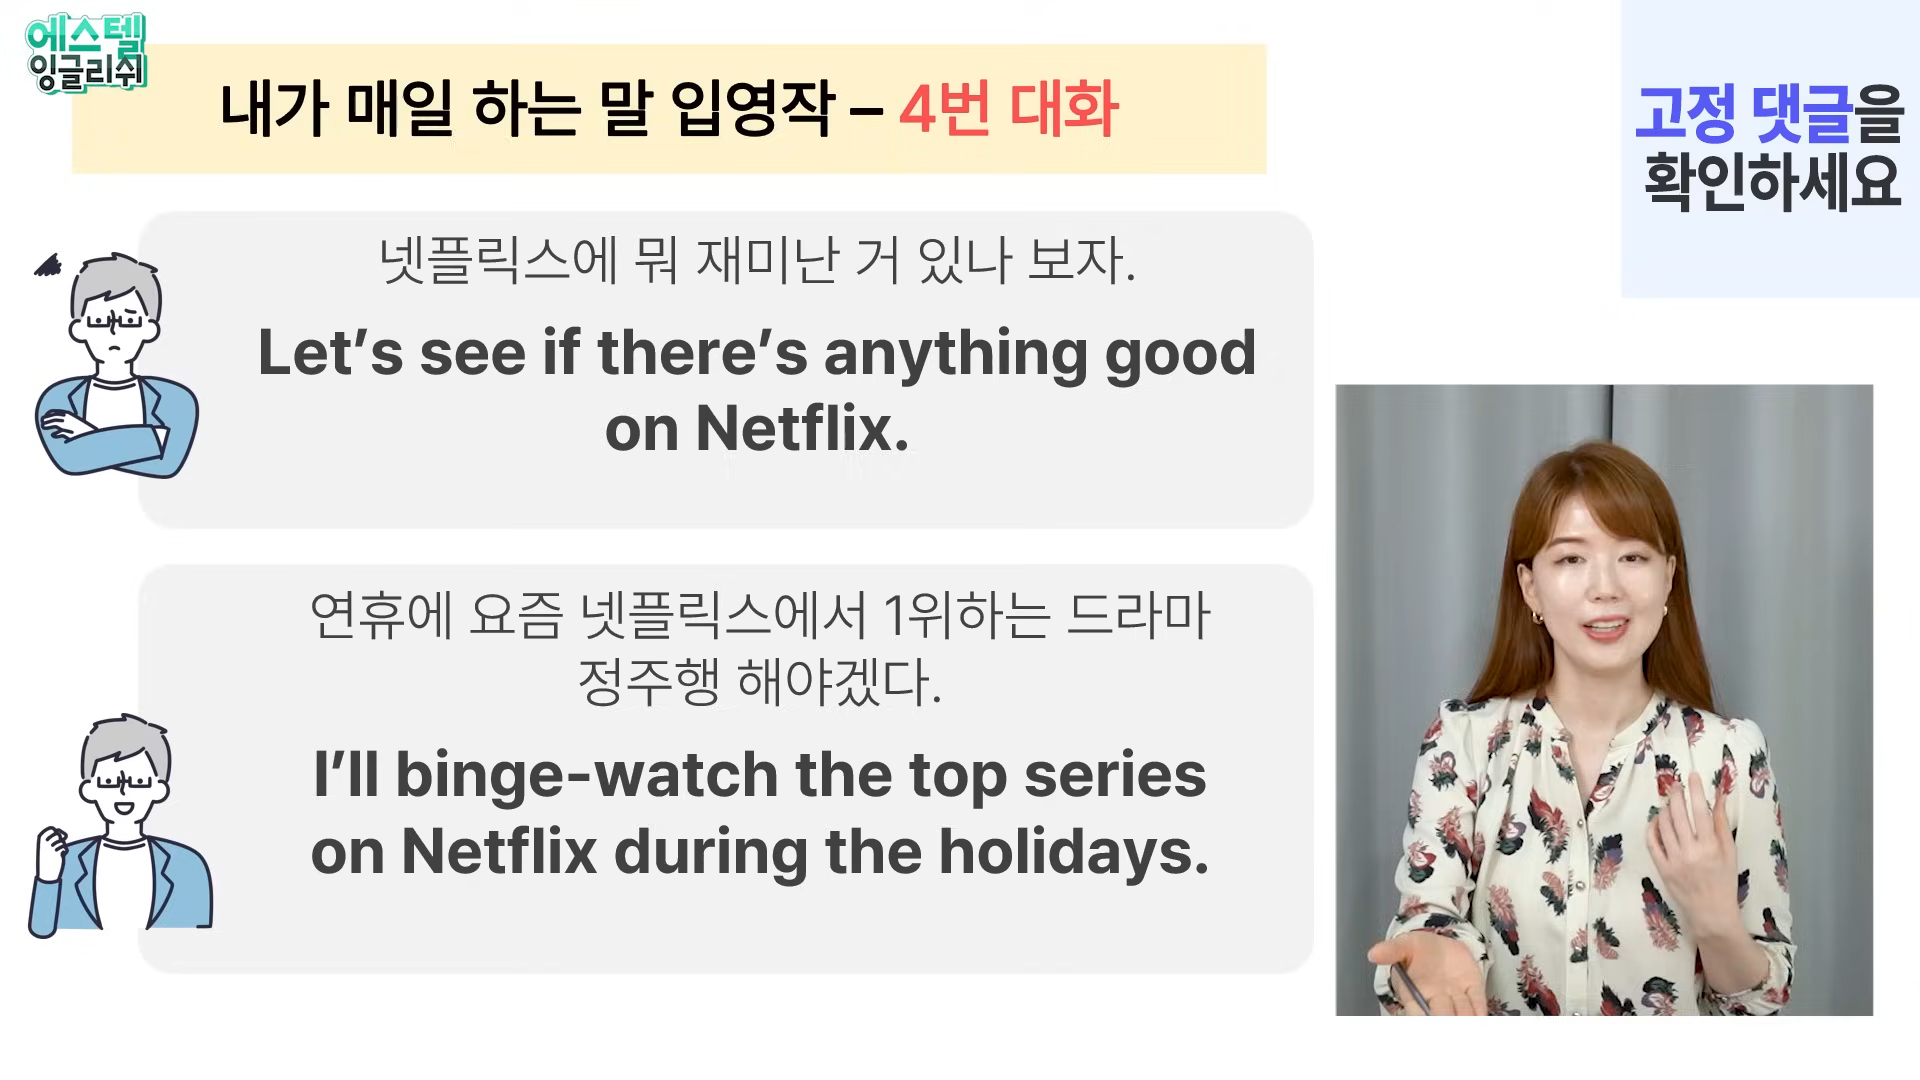 에스텔
잉글리쉬
내가 매일 하는 말 입영작 – 4번 대화
고정 댓글을
확인하세요
넷플릭스에 뭐 재미난 거 있나 보자.
Let’s see if there’s anything good
on Netflix.
연휴에 요즘 넷플릭스에서 1위하는 드라마
정주행 해야겠다.
I’ll binge-watch the top series
on Netflix during the holidays.